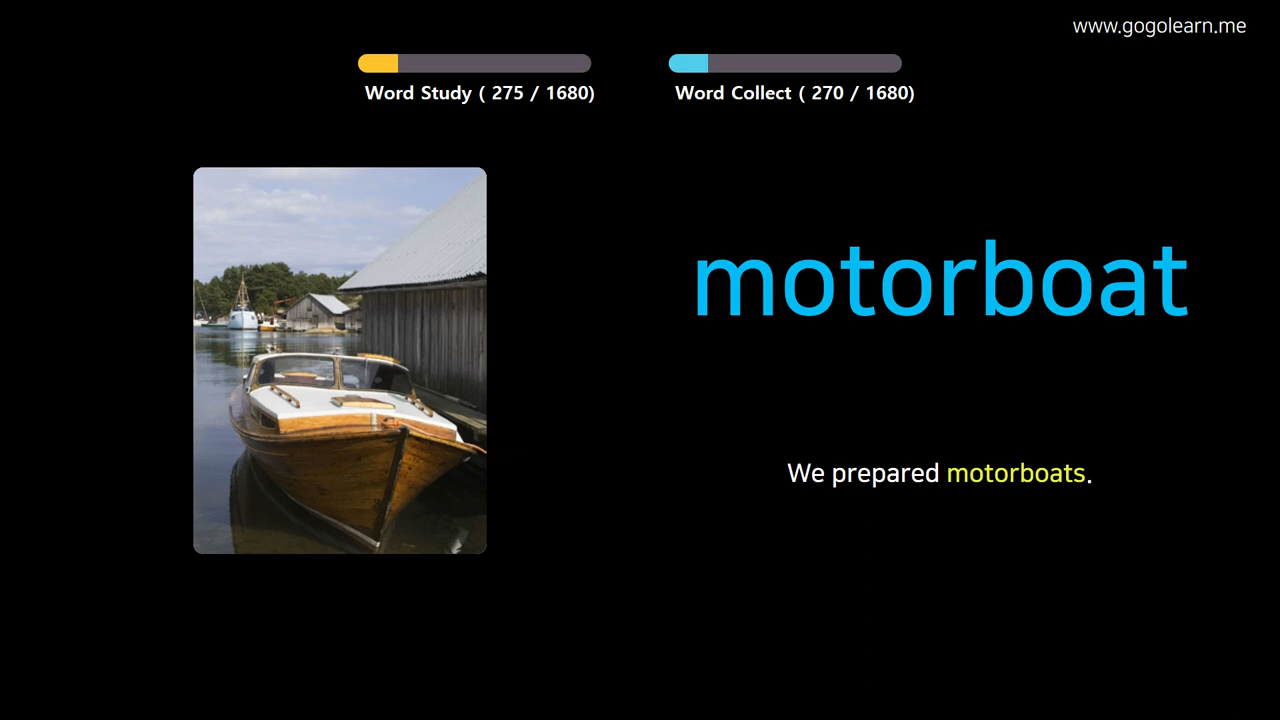 www.gogolearn.me
Word Study ( 275 / 1680)
Word Collect ( 270 / 1680)
motorboat
We prepared motorboats.